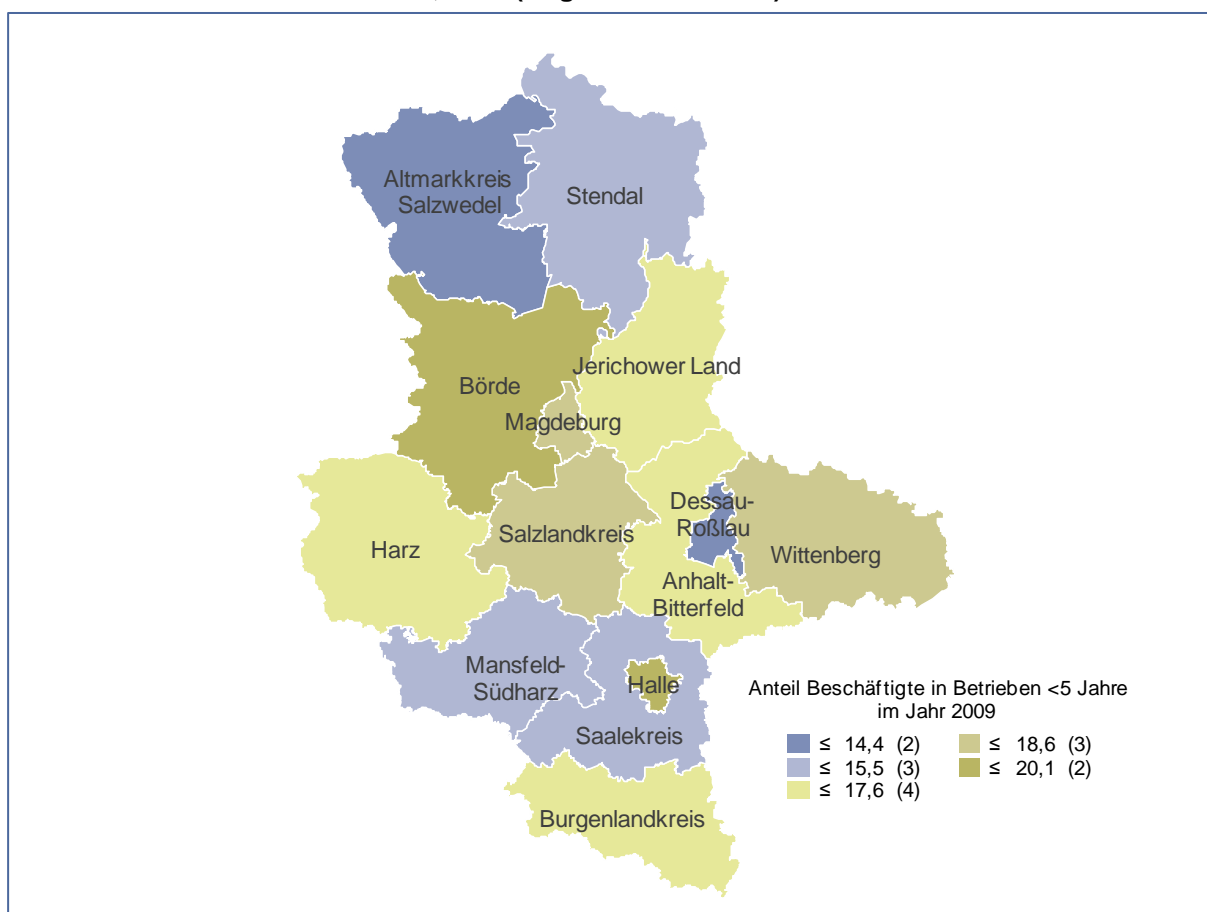 Altmarkkreis
Salzwedel
Stendal
Jerichower Land
Börde
Magdeburg
Dessau-
Roßlau
Salzlandkreis
Harz
Wittenberg
Anhalt-
Bitterfeld
Mansfeld-
Südharz
Halle
Saalekreis
Burgenlandkreis
Anteil Beschäftigte in Betrieben <5 Jahre
im Jahr 2009
≤ 14,4 (2)
≤ 15,5 (3)
≤ 17,6 (4)
≤ 18,6 (3)
≤ 20,1 (2)